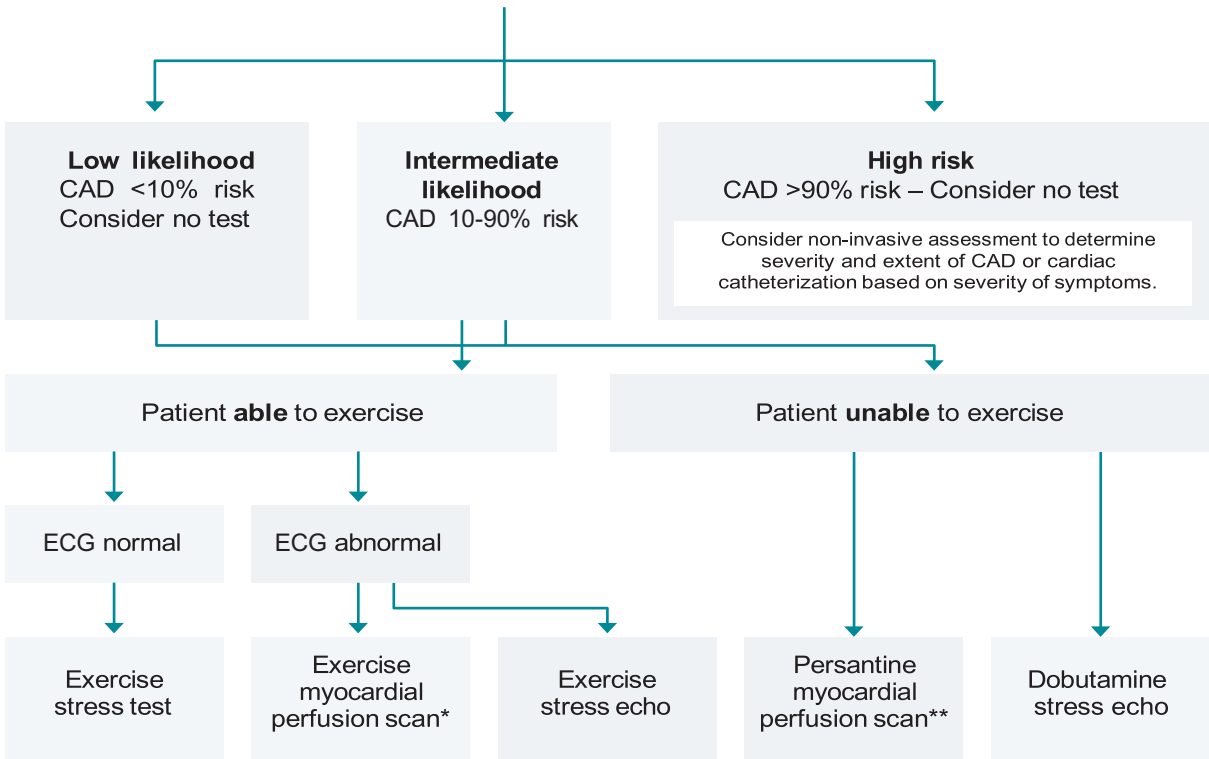 Low likelihood
CAD <10% risk
Consider no test
Intermediate
likelihood
CAD 10-90% risk
High risk
CAD >90% risk – Consider no test
Consider non-invasive assessment to determine
severity and extent of CAD or cardiac
catheterization based on severity of symptoms.
Patient able to exercise
Patient unable to exercise
ECG normal
ECG abnormal
Exercise
stress test
Exercise
myocardial
perfusion scan*
Exercise
stress echo
Persantine
myocardial
perfusion scan**
Dobutamine
stress echo